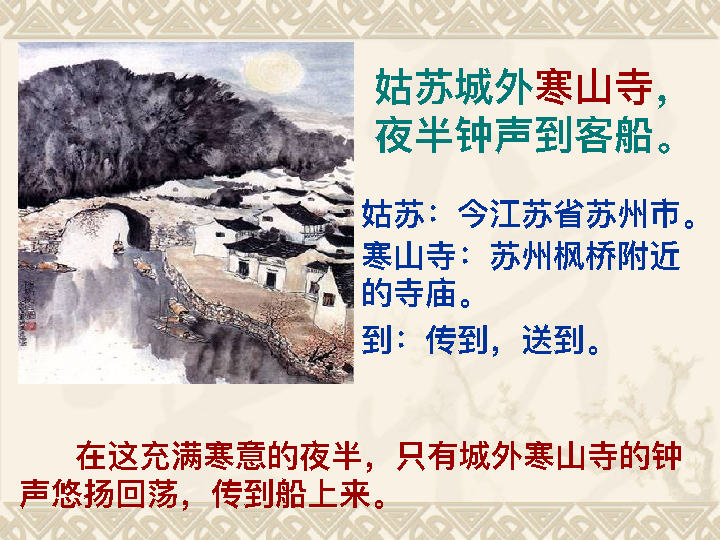 姑苏城外寒山寺，
夜半钟声到客船。
姑苏：今江苏省苏州市。
寒山寺：苏州枫桥附近
的寺庙。
到：传到，送到。
在这充满寒意的夜半，只有城外寒山寺的钟
声悠扬回荡，传到船上来。